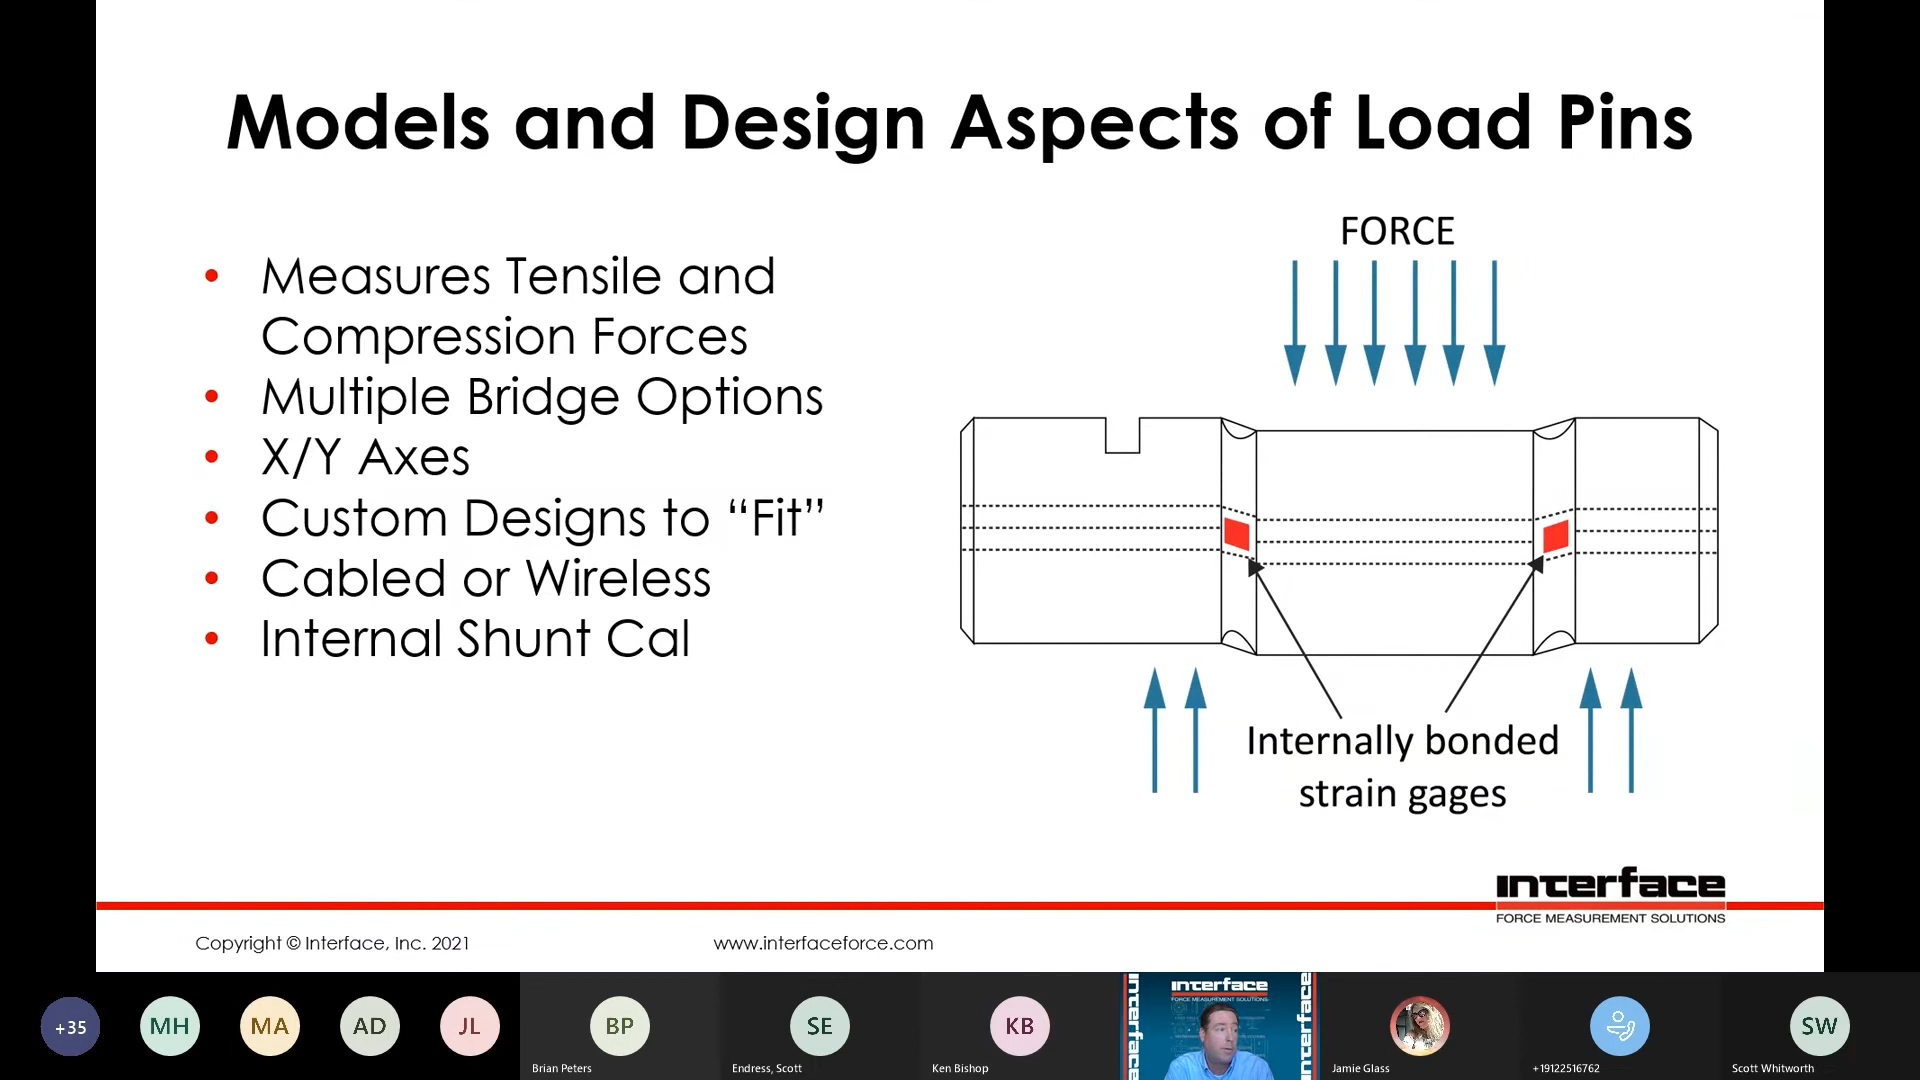 Models and Design Aspects of Load Pins
• Measures Tensile and
Compression Forces
• Multiple Bridge Options
• X/Y Axes
• Custom Designs to “Fit”
• Cabled or Wireless
• Internal Shunt Cal
FORCE
Internally bonded
strain gages
interface
FORCE MEASUREMENT SOLUTIONS
Copyright © Interface, Inc. 2021
www.interfaceforce.com
+35
MH
MA
AD
JL
BP
Brian Peters
SE
Endress, Scott
KB
Ken Bishop
interface
interface
FORCE MEASUREMENT SOLUTIONS
interface
Jamie Glass
+19122516762
SW
Scott Whitworth